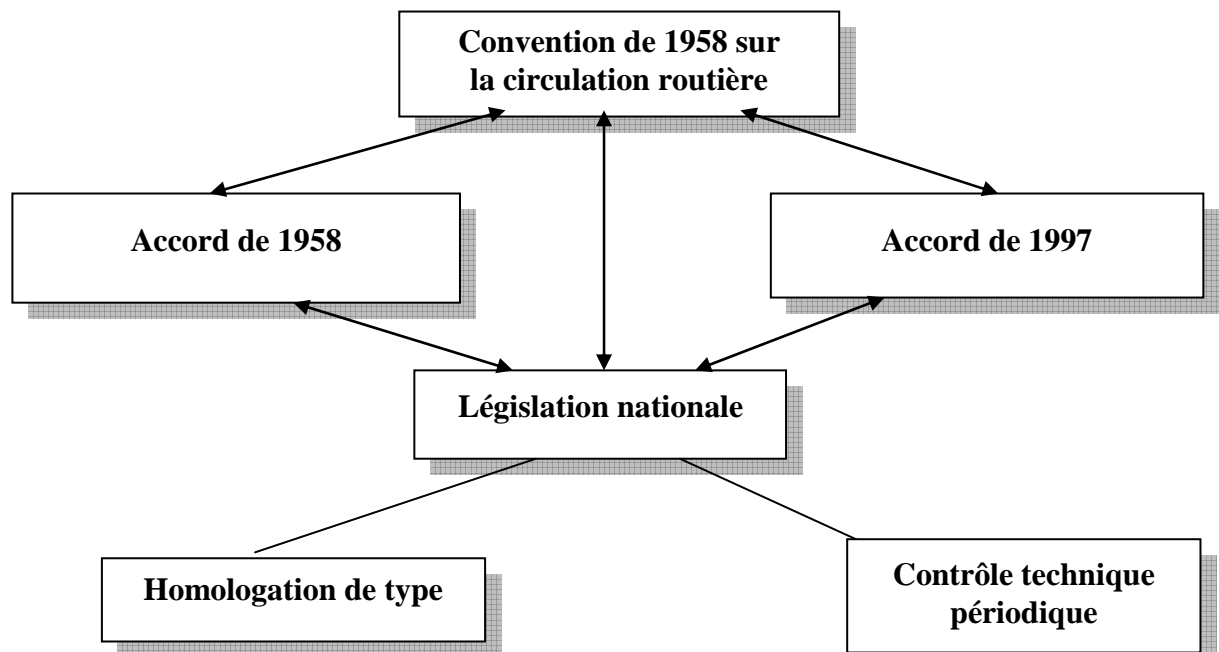 Convention de 1958 sur
la circulation routière
Accord de 1958
Accord de 1997
Législation nationale
Homologation de type
Contrôle technique
périodique